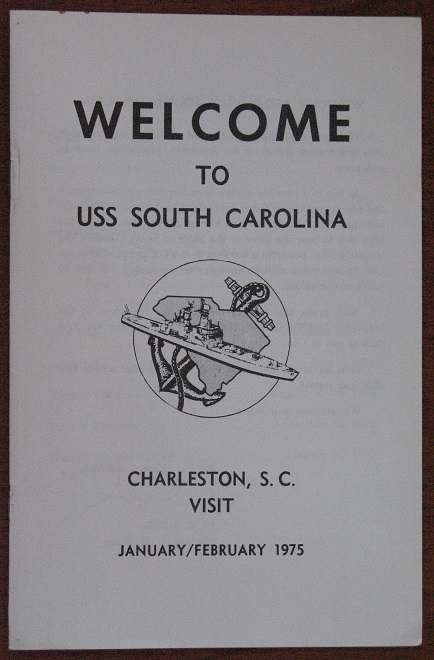 WELCOME
TO
USS SOUTH CAROLINA
CHARLESTON, S. C.
VISIT
JANUARY/FEBRUARY 1975